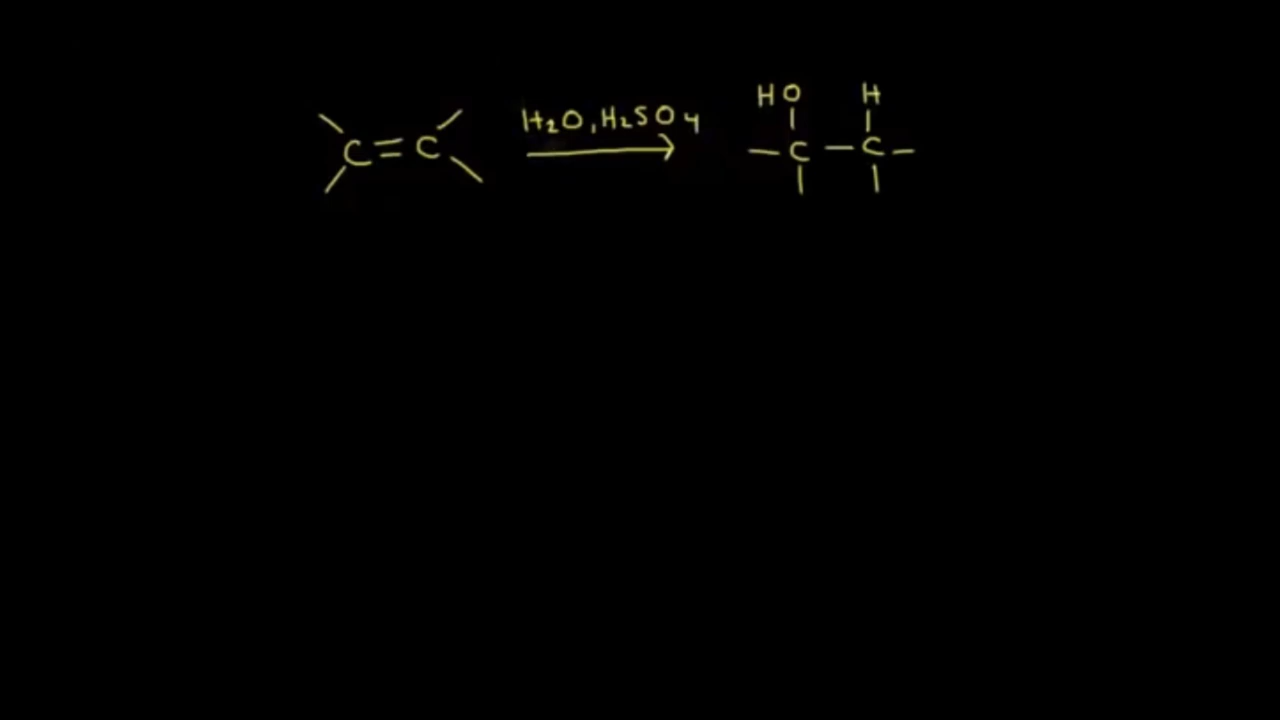 HO H
C=C H₂O, H₂SO₄ → -C-C-